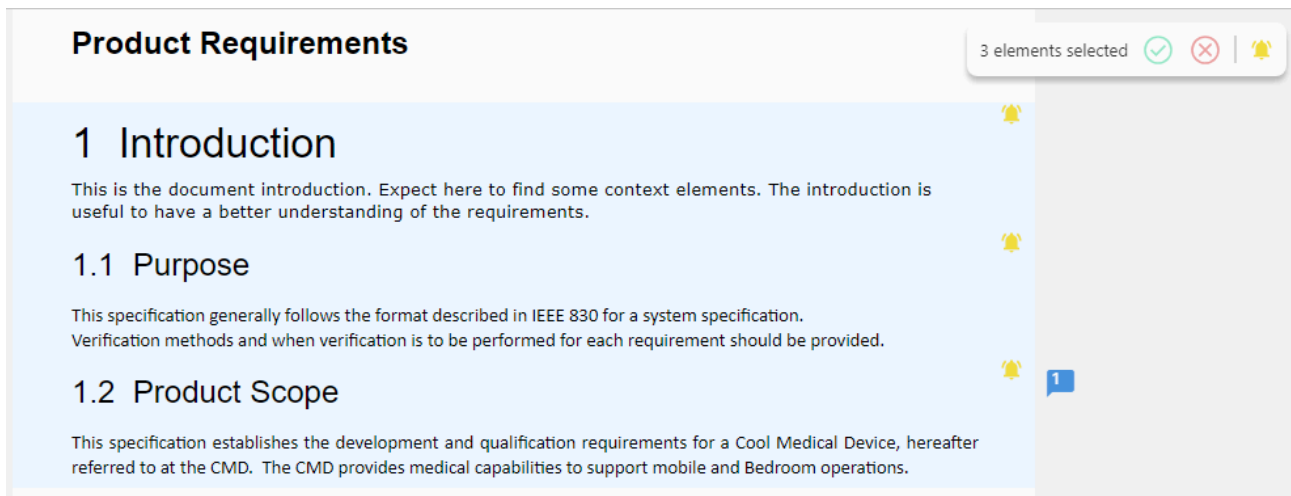 Product Requirements
3 elements selected
1 Introduction
This is the document introduction. Expect here to find some context elements. The introduction is
useful to have a better understanding of the requirements.
1.1 Purpose
This specification generally follows the format described in IEEE 830 for a system specification.
Verification methods and when verification is to be performed for each requirement should be provided.
1.2 Product Scope
1
This specification establishes the development and qualification requirements for a Cool Medical Device, hereafter
referred to at the CMD. The CMD provides medical capabilities to support mobile and Bedroom operations.